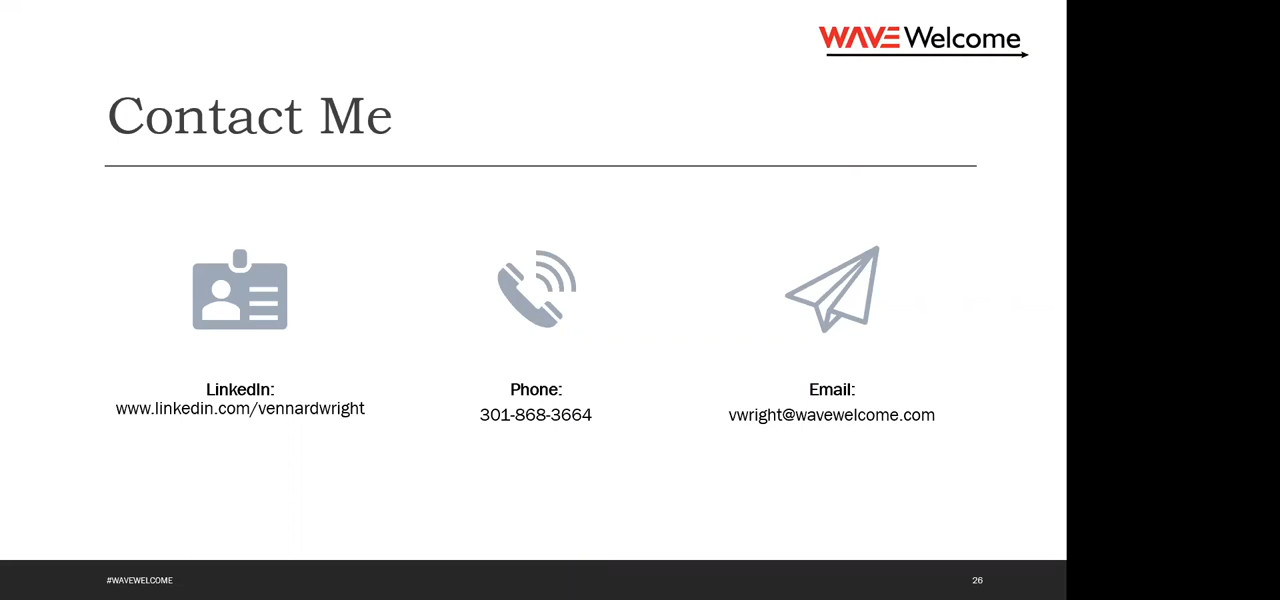 WAVE Welcome
Contact Me
LinkedIn:
www.linkedin.com/vennardwright
Phone:
301-868-3664
Email:
vwright@wavewelcome.com
#WAVEWELCOME
26